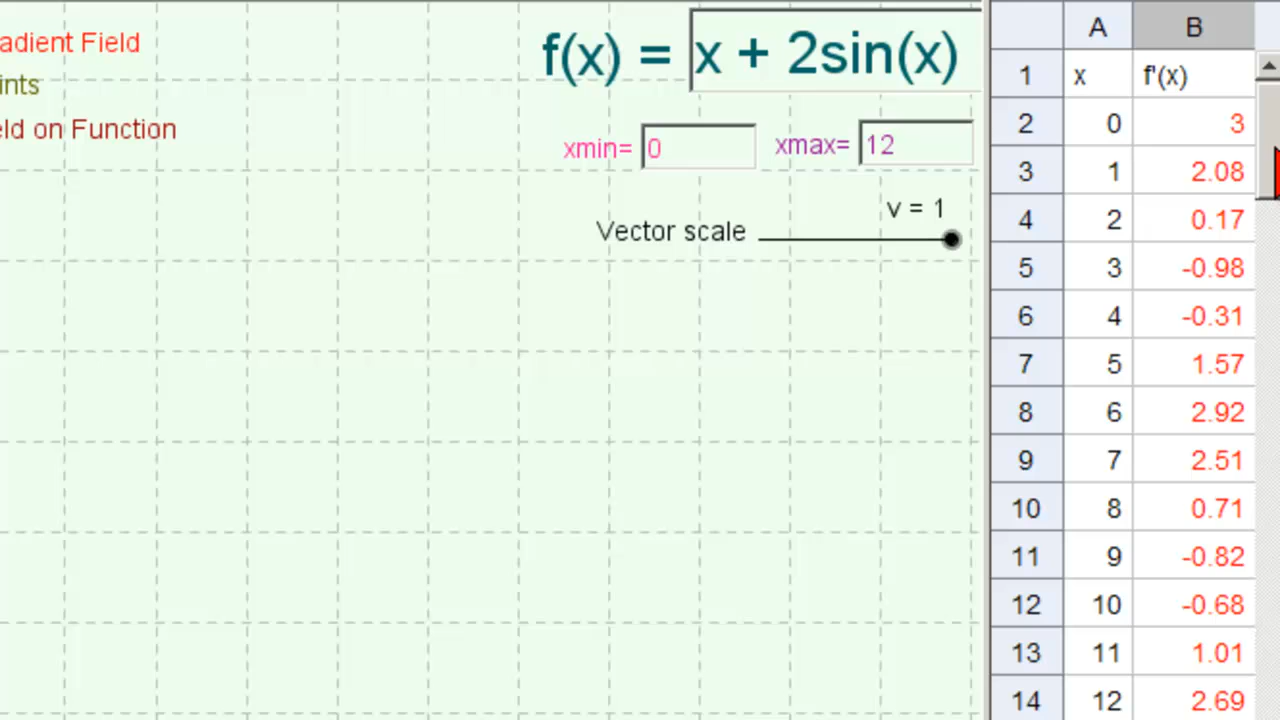 adient Field
ints
eld on Function
f(x) = x + 2sin(x)
xmin= 0 xmax= 12
v = 1
Vector scale
A B
1 x f'(x)
2 0 3
3 1 2.08
4 2 0.17
5 3 -0.98
6 4 -0.31
7 5 1.57
8 6 2.92
9 7 2.51
10 8 0.71
11 9 -0.82
12 10 -0.68
13 11 1.01
14 12 2.69